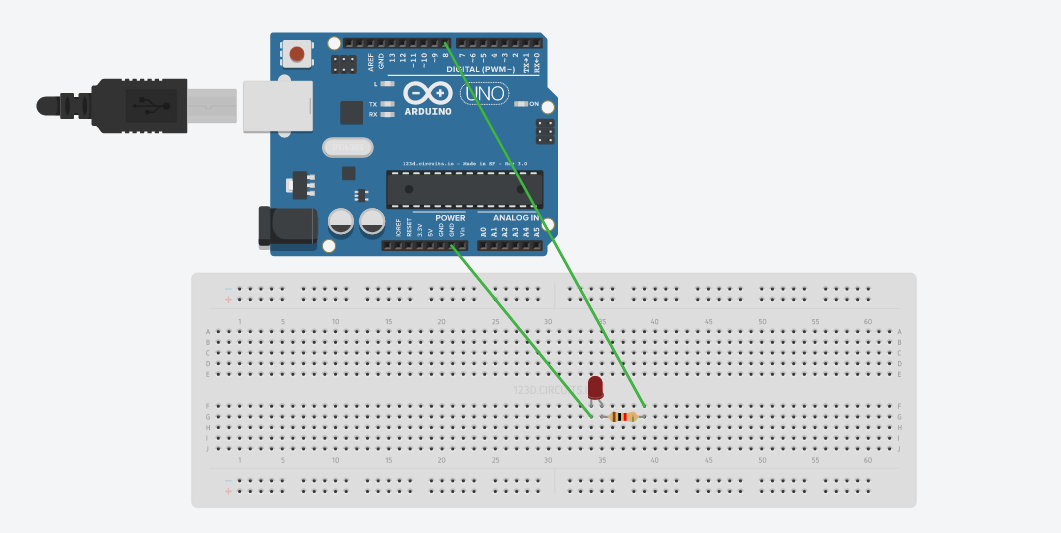 AREF
GND
13
12
~11
~10
~9
8
7
~6
~5
4
~3
2
TX→1
RX←0
DIGITAL (PWM~)
L
TX
RX
ARDUINO
UNO
ON
123d.circuits.io - Made in SF - Rev 3.0
POWER
ANALOG IN
IOREF
RESET
3.3V
5V
GND
GND
Vin
A0
A1
A2
A3
A4
A5
−
+
1 5 10 15 20 25 30 35 40 45 50 55 60
A A
B B
C C
D D
E E
123D.CIRCUITS
F F
G G
H H
I I
J J
1 5 10 15 20 25 30 35 40 45 50 55 60
−
+